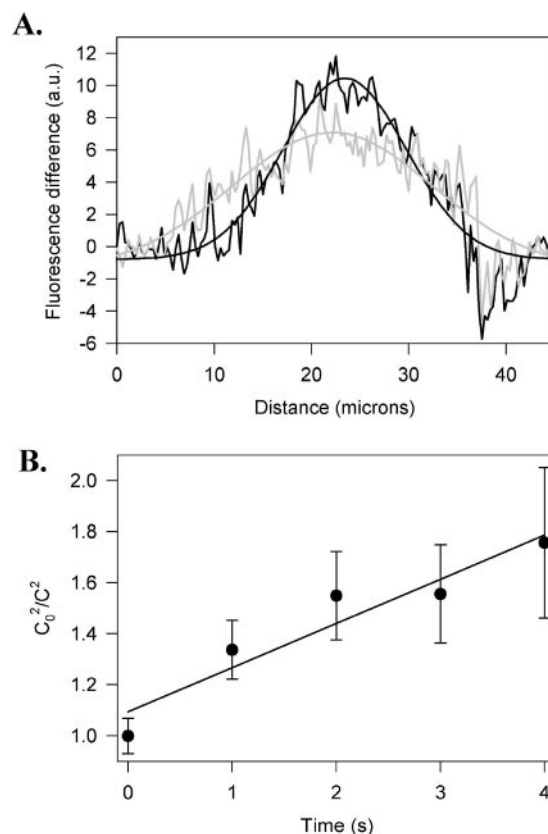 A.
12
10
8
6
4
2
0
-2
-4
-6
Fluorescence difference (a.u.)
0 10 20 30 40
Distance (microns)
B.
2.0
1.8
1.6
1.4
1.2
1.0
C₀²/C²
0 1 2 3 4
Time (s)